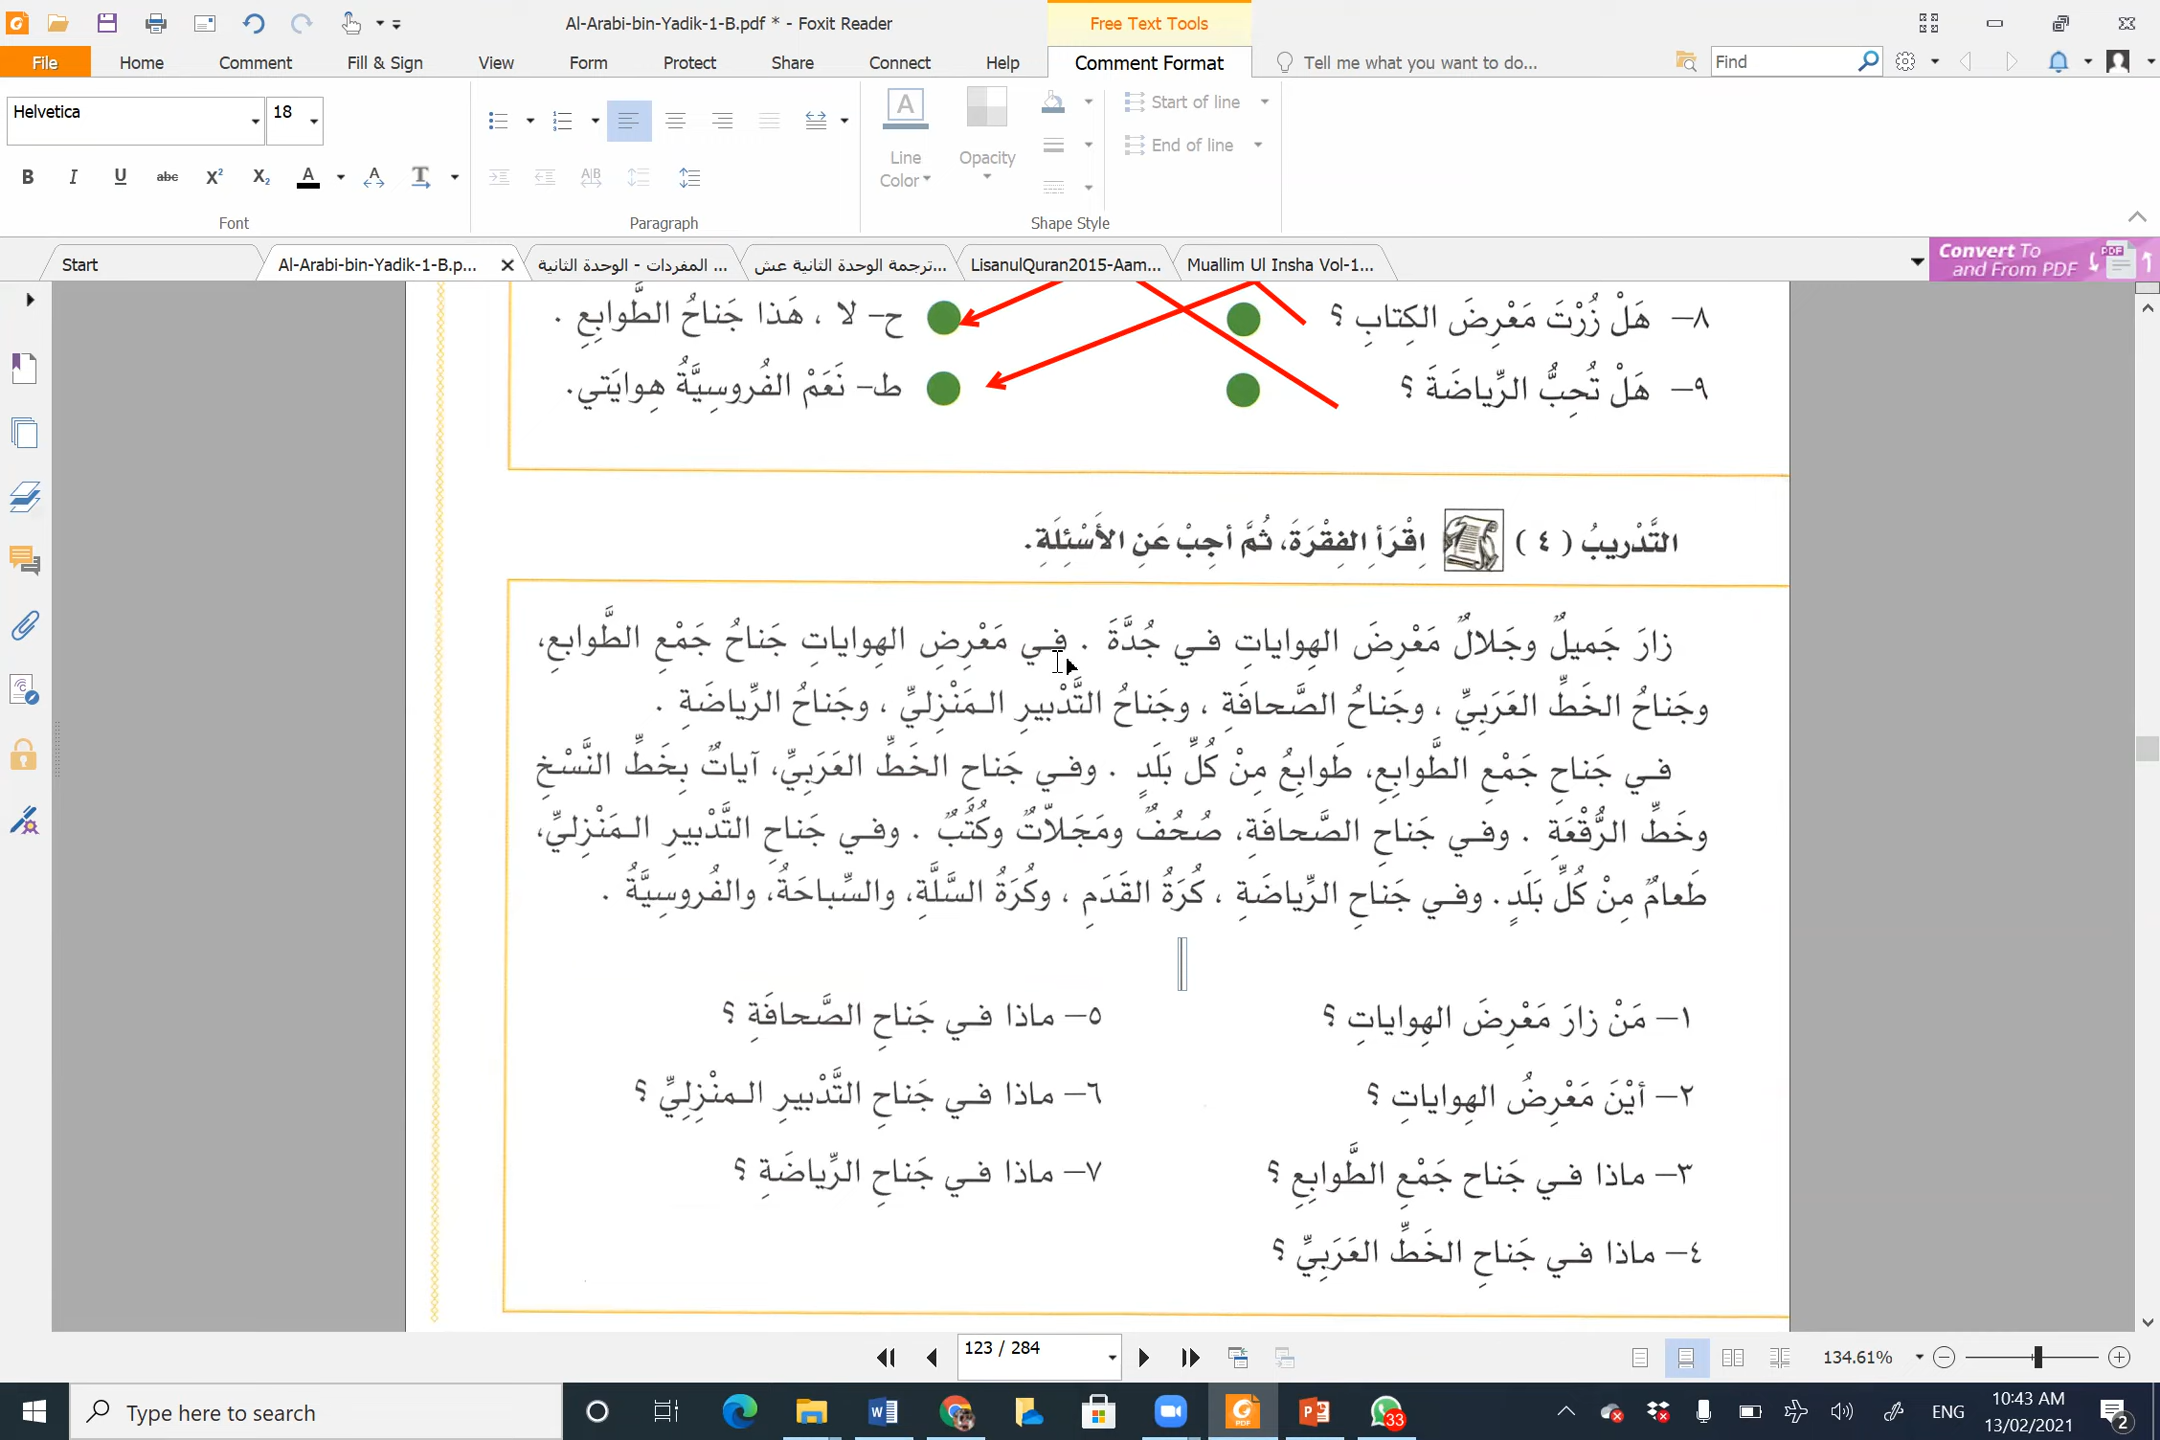 Al-Arabi-bin-Yadik-1-B.pdf * - Foxit Reader
Free Text Tools
File Home Comment Fill & Sign View Form Protect Share Connect Help Comment Format Tell me what you want to do... Find
Helvetica 18
Start of line
End of line
Line Color
Opacity
Font Paragraph Shape Style
Start
Al-Arabi-bin-Yadik-1-B.p...
المفردات - الوحدة الثانية ...
ترجمة الوحدة الثانية عش...
LisanulQuran2015-Aam...
Muallim Ul Insha Vol-1...
Convert To and From PDF
٨– هَلْ زُرْتَ مَعْرِضَ الكِتابِ ؟
ح– لا ، هَذا جَناحُ الطَّوابِعِ .
٩– هَلْ تُحِبُّ الرِّياضَةَ ؟
ط– نَعَمْ الفُروسِيَّةُ هِوايَتي.
التَّدْريبُ ( ٤ ) اِقْرَأِ الفِقْرَةَ، ثُمَّ أجِبْ عَنِ الأَسْئِلَةِ.
زارَ جَميلٌ وجَلالٌ مَعْرِضَ الهِواياتِ في جُدَّةَ . في مَعْرِضِ الهِواياتِ جَناحُ جَمْعِ الطَّوابعِ،
وجَناحُ الخَطِّ العَرَبِيِّ ، وجَناحُ الصَّحافَةِ ، وجَناحُ التَّدْبيرِ المَنْزِليِّ ، وجَناحُ الرِّياضَةِ .
في جَناحِ جَمْعِ الطَّوابِعِ، طَوابِعُ مِنْ كُلِّ بَلَدٍ . وفي جَناحِ الخَطِّ العَرَبِيِّ، آياتٌ بِخَطِّ النَّسْخِ
وخَطِّ الرُّقْعَةِ . وفي جَناحِ الصَّحافَةِ، صُحُفٌ ومَجَلاّتٌ وكُتُبٌ . وفي جَناحِ التَّدْبيرِ المَنْزِليِّ،
طَعامٌ مِنْ كُلِّ بَلَدٍ. وفي جَناحِ الرِّياضَةِ ، كُرَةُ القَدَمِ ، وكُرَةُ السَّلَّةِ، والسِّباحَةُ، والفُروسِيَّةُ .
١– مَنْ زارَ مَعْرِضَ الهِواياتِ ؟
٢– أيْنَ مَعْرِضُ الهِواياتِ ؟
٣– ماذا في جَناح جَمْعِ الطَّوابِعِ ؟
٤– ماذا في جَناحِ الخَطِّ العَرَبِيِّ ؟
٥– ماذا في جَناحِ الصَّحافَةِ ؟
٦– ماذا في جَناحِ التَّدْبيرِ المنْزِلِيِّ ؟
٧– ماذا في جَناحِ الرِّياضَةِ ؟
123 / 284
134.61%
Type here to search
33
ENG
10:43 AM
13/02/2021
2